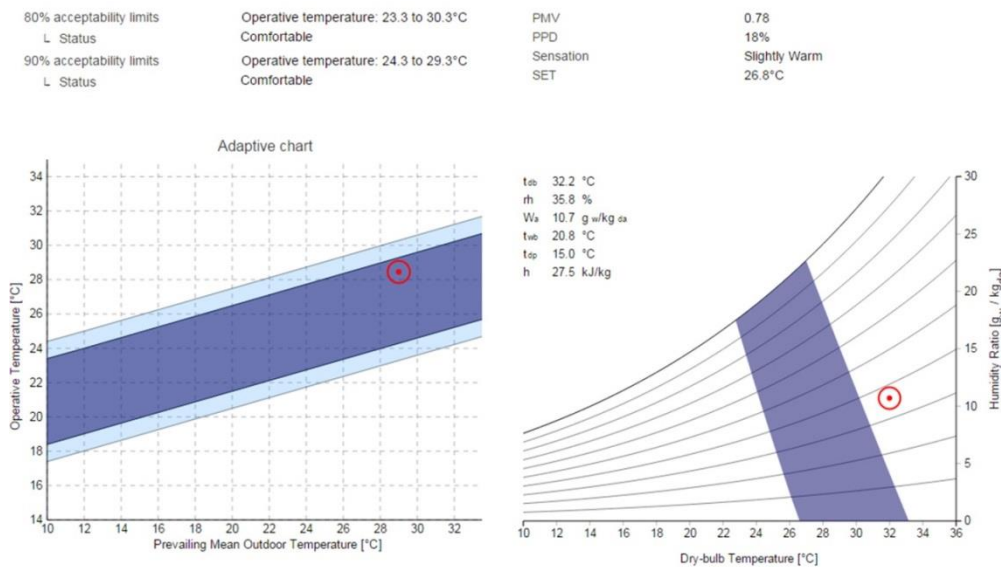 80% acceptability limits Operative temperature: 23.3 to 30.3°C
└ Status Comfortable
90% acceptability limits Operative temperature: 24.3 to 29.3°C
└ Status Comfortable
PMV 0.78
PPD 18%
Sensation Slightly Warm
SET 26.8°C
Adaptive chart
34
32
30
28
26
24
22
20
18
16
14
10 12 14 16 18 20 22 24 26 28 30 32
Operative Temperature [°C]
Prevailing Mean Outdoor Temperature [°C]
tdb 32.2 °C
rh 35.8 %
Wa 10.7 g w/kg da
twb 20.8 °C
tdp 15.0 °C
h 27.5 kJ/kg
30
25
20
15
10
5
0
10 12 14 16 18 20 22 24 26 28 30 32 34 36
Humidity Ratio [gw / kgda]
Dry-bulb Temperature [°C]